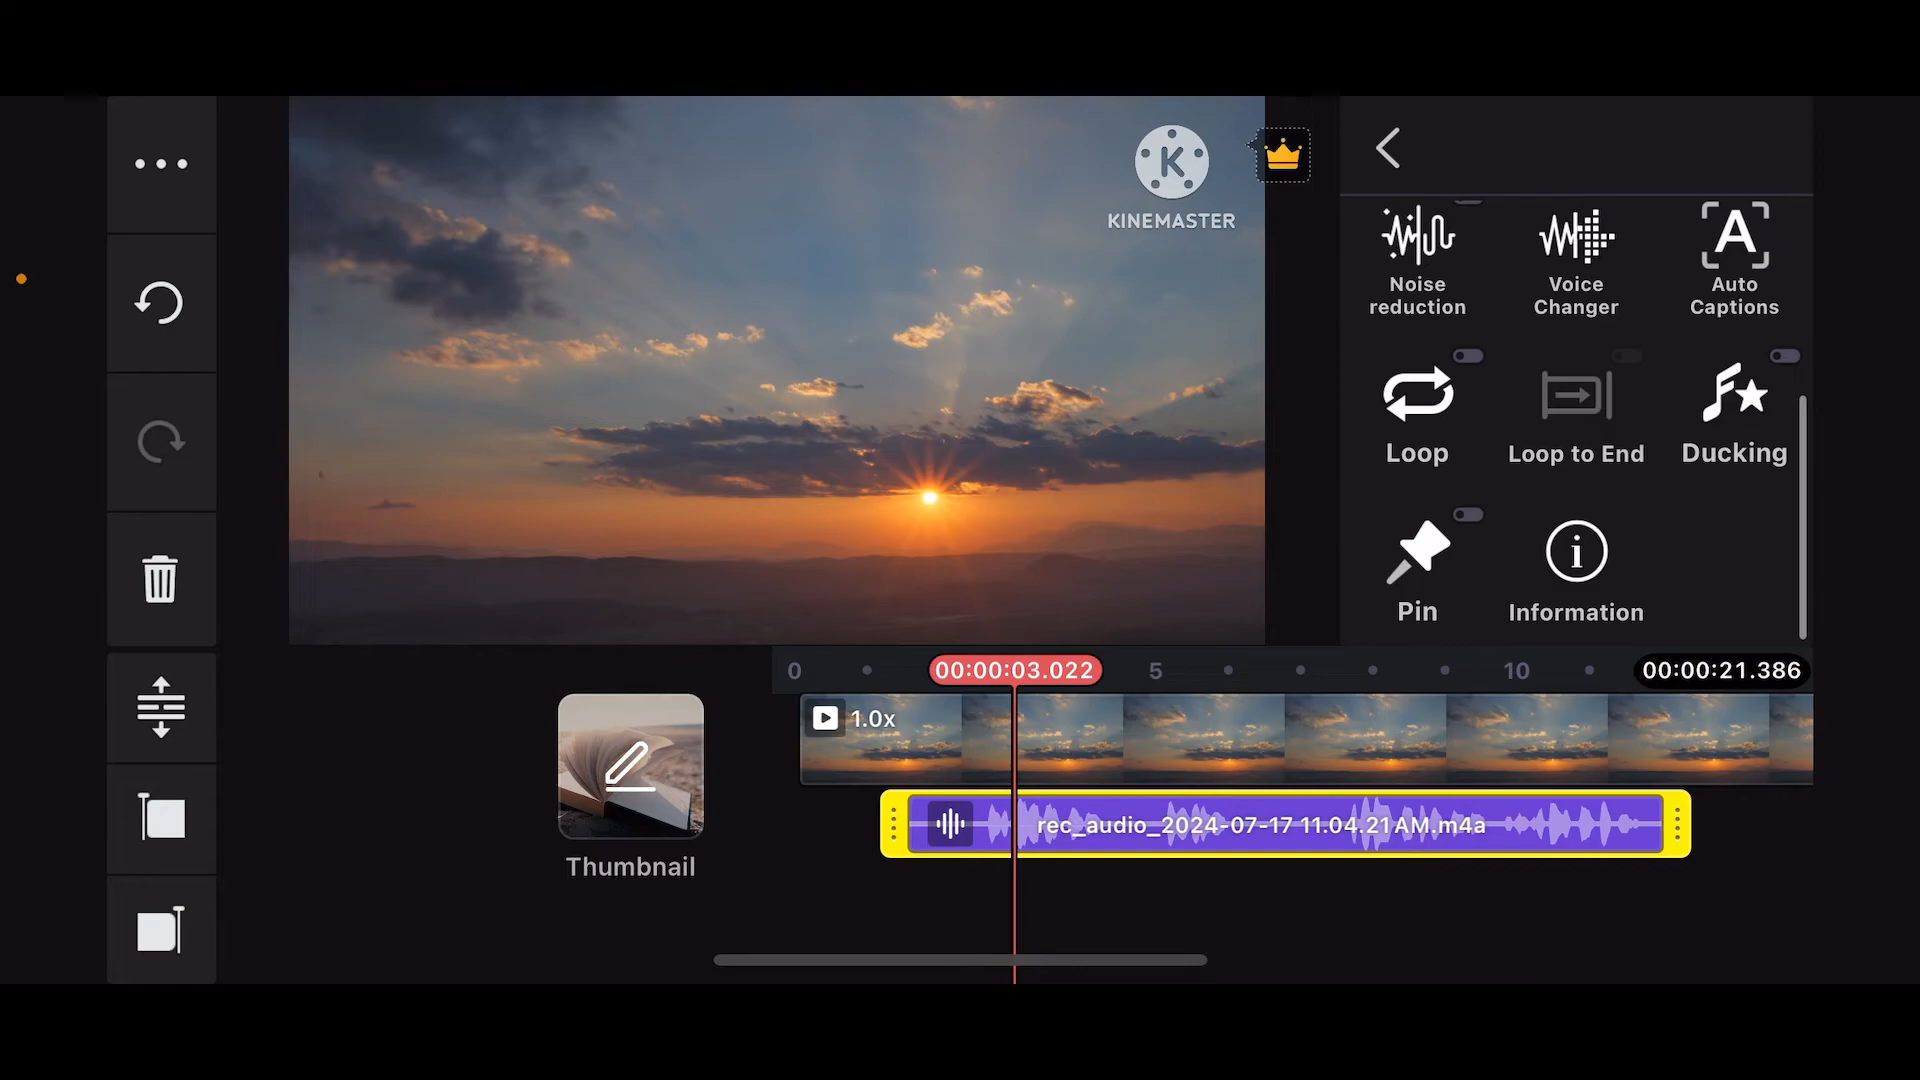 K
KINEMASTER
Noise
reduction
Voice
Changer
A
Auto
Captions
Loop
Loop to End
Ducking
Pin
i
Information
0
00:00:03.022
5
10
00:00:21.386
1.0x
rec_audio_2024-07-17 11.04.21AM.m4a
Thumbnail